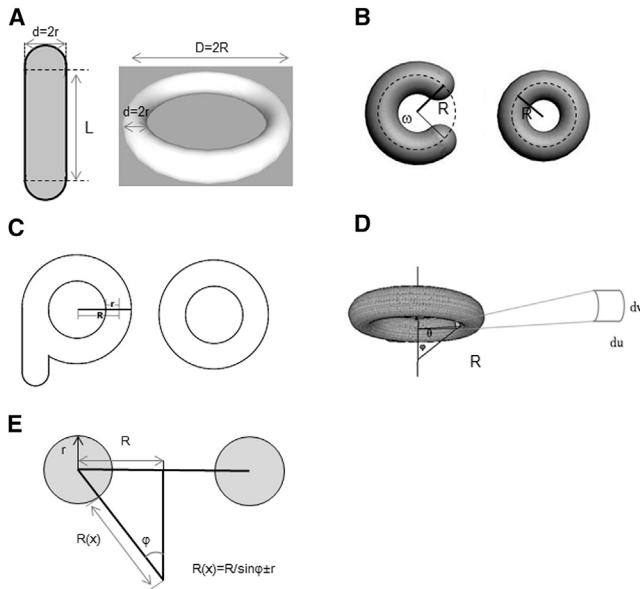 A
d=2r
L
D=2R
d=2r
B
R
ω
R
C
r
R
D
θ
φ
R
dv
du
E
r
R
R(x)
φ
R(x)=R/sinφ±r